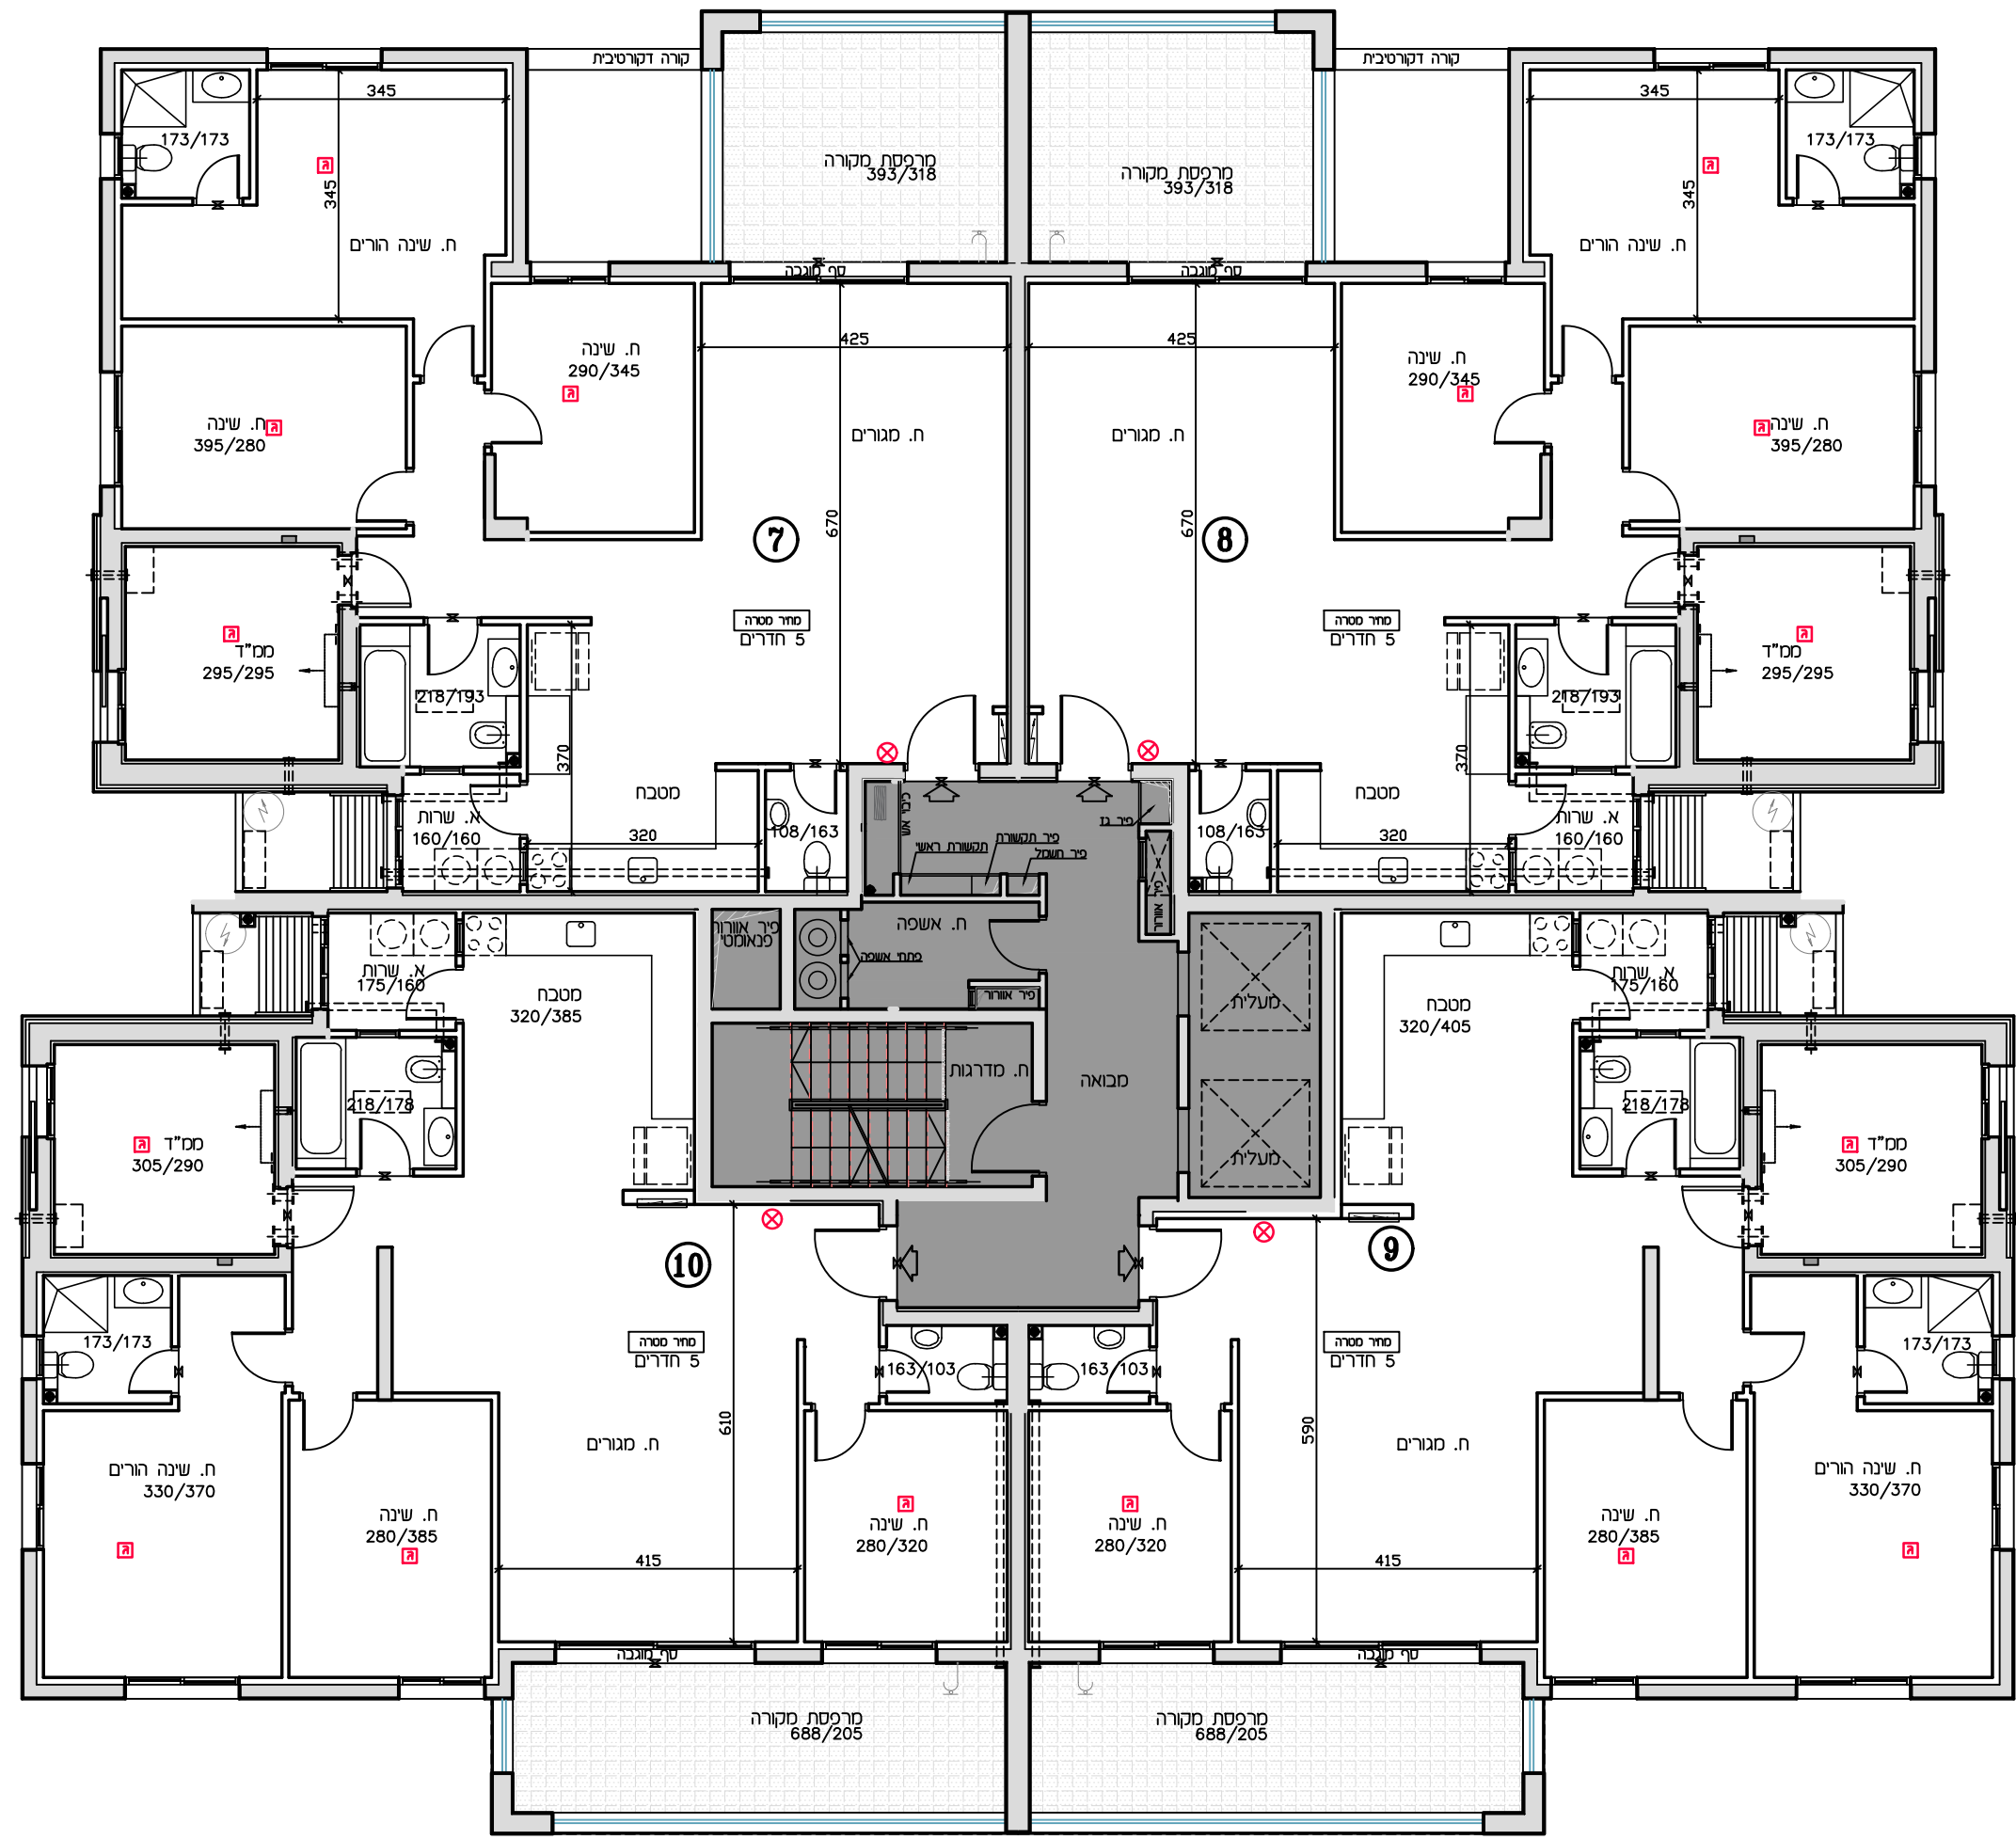 קורה דקורטיבית
קורה דקורטיבית
345
345
173/173
173/173
מרפסת מקורה
393/318
מרפסת מקורה
393/318
345
345
ח. שינה הורים
ח. שינה הורים
סף מוגבה
סף מוגבה
425
425
ח. שינה
290/345
ח. שינה
290/345
ח. שינה
395/280
ח. מגורים
ח. מגורים
ח. שינה
395/280
670
7
8
670
מחיר מטרה
5 חדרים
מחיר מטרה
5 חדרים
ממ"ד
295/295
ממ"ד
295/295
218/193
218/193
370
370
מטבח
מטבח
א. שרות
160/160
א. שרות
160/160
320
108/163
כיבוי אש
פיר גז
108/163
320
תקשורת ראשי
פיר תקשורת
פיר חשמל
פיר אוורור
פיר אוורור
פנאומטי
ח. אשפה
פתחי אשפה
פיר אוורור
א. שרות
175/160
א. שרות
175/160
מטבח
320/385
מטבח
320/405
מעלית
ח. מדרגות
מבואה
מעלית
218/178
218/178
ממ"ד
305/290
ממ"ד
305/290
10
9
173/173
173/173
מחיר מטרה
5 חדרים
מחיר מטרה
5 חדרים
163/103
163/103
610
590
ח. מגורים
ח. מגורים
ח. שינה הורים
330/370
ח. שינה הורים
330/370
ח. שינה
280/385
ח. שינה
280/320
ח. שינה
280/320
ח. שינה
280/385
415
415
סף מוגבה
סף מוגבה
מרפסת מקורה
688/205
מרפסת מקורה
688/205